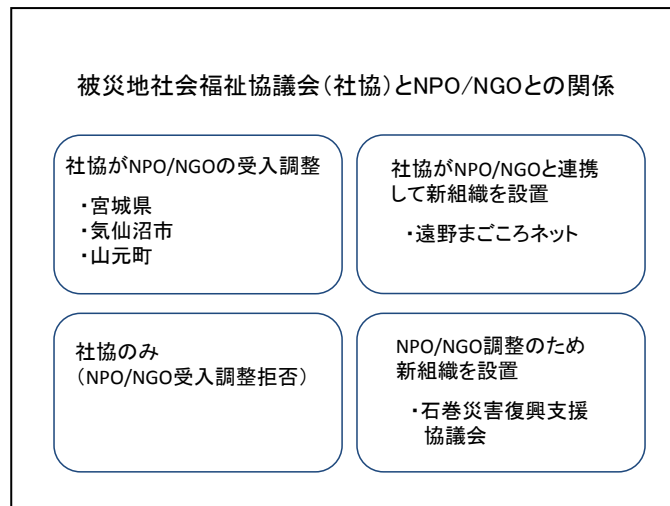 被災地社会福祉協議会(社協)とNPO/NGOとの関係
社協がNPO/NGOの受入調整
・宮城県
・気仙沼市
・山元町
社協がNPO/NGOと連携
して新組織を設置
・遠野まごころネット
社協のみ
(NPO/NGO受入調整拒否)
NPO/NGO調整のため
新組織を設置
・石巻災害復興支援
協議会